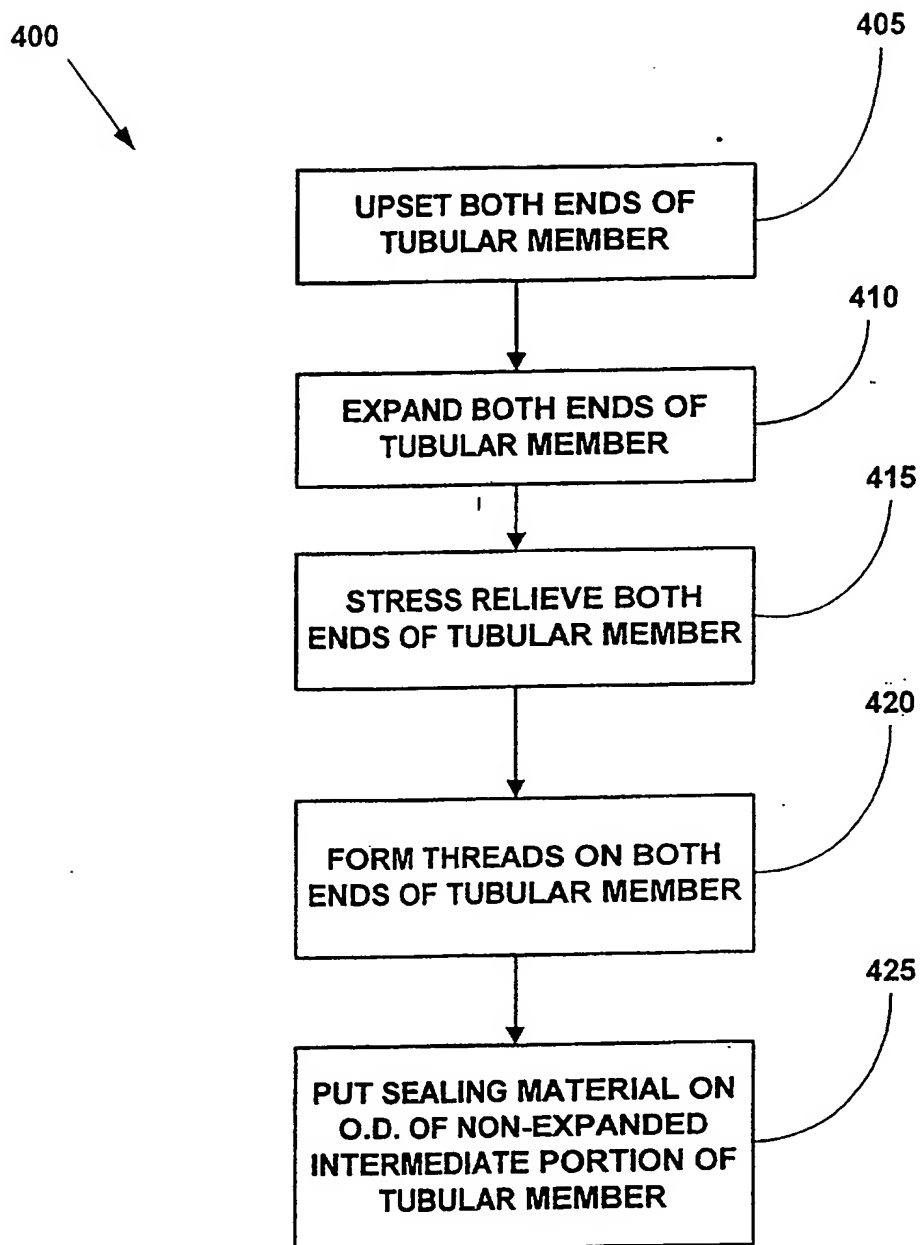 400
405
UPSET BOTH ENDS OF
TUBULAR MEMBER
410
EXPAND BOTH ENDS OF
TUBULAR MEMBER
415
STRESS RELIEVE BOTH
ENDS OF TUBULAR MEMBER
420
FORM THREADS ON BOTH
ENDS OF TUBULAR MEMBER
425
PUT SEALING MATERIAL ON
O.D. OF NON-EXPANDED
INTERMEDIATE PORTION OF
TUBULAR MEMBER